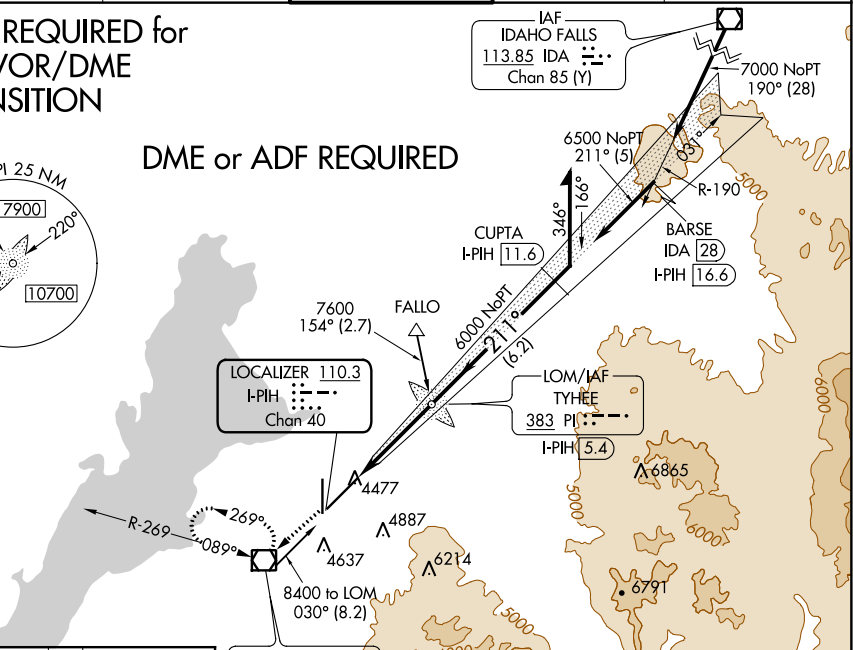 REQUIRED for
VOR/DME
NSITION
DME or ADF REQUIRED
PI 25 NM
7900
220°
10700
IAF
IDAHO FALLS
113.85 IDA
Chan 85 (Y)
7000 NoPT
190° (28)
6500 NoPT
211° (5)
031°
R-190
5000
346°
166°
CUPTA
I-PIH 11.6
BARSE
IDA 28
I-PIH 16.6
7600
154° (2.7)
FALLO
6000 NoPT
211°
(6.2)
LOCALIZER 110.3
I-PIH
Chan 40
LOM/IAF
TYHEE
383 PI
I-PIH 5.4
6000
4477
6865
5000
R-269
269°
089°
4887
6000
4637
6214
8400 to LOM
030° (8.2)
6791
5000